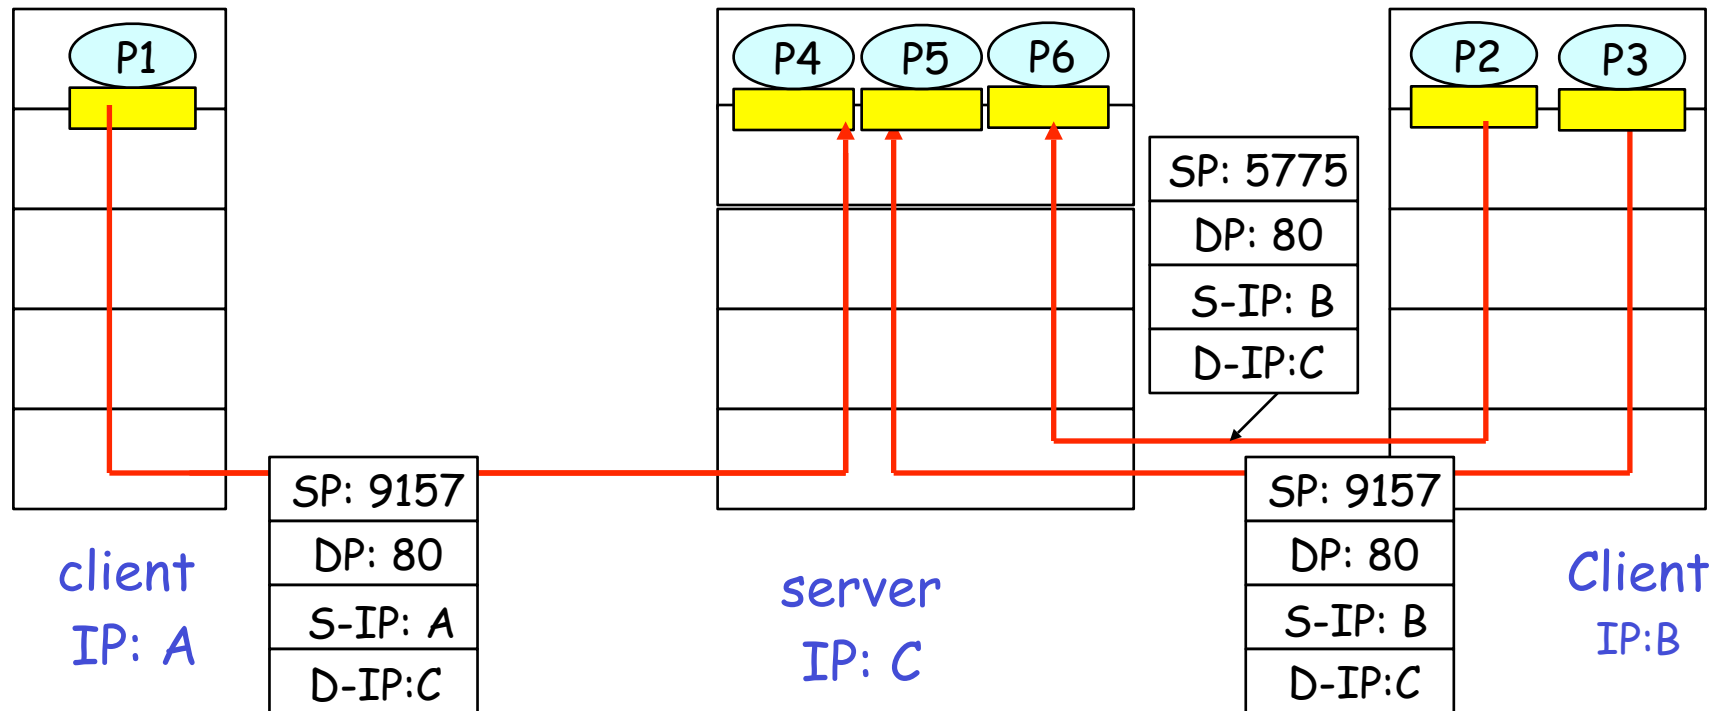 P1
P4
P5
P6
P2
P3
SP: 5775
DP: 80
S-IP: B
D-IP:C
SP: 9157
DP: 80
S-IP: A
D-IP:C
SP: 9157
DP: 80
S-IP: B
D-IP:C
client
IP: A
server
IP: C
Client
IP:B